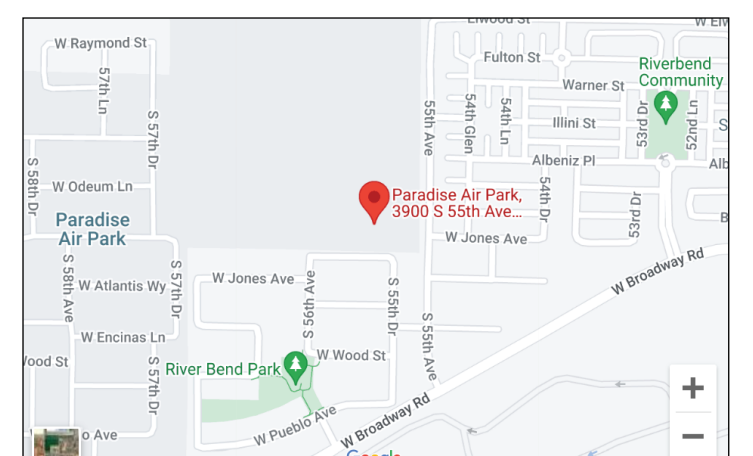 Elwood St
W Elw
W Raymond St
Fulton St
Riverbend
Community
57th Ln
Warner St
S 57th Dr
55th Ave
54th Glen
54th Ln
Illini St
53rd Dr
52nd Ln
S
Albeniz Pl
Alb
S 58th Dr
W Odeum Ln
Paradise Air Park,
3900 S 55th Ave...
54th Dr
53rd Dr
B
Paradise
Air Park
W Jones Ave
W Broadway Rd
S 58th Ave
W Atlantis Wy
S 57th Dr
W Jones Ave
S 56th Ave
S 55th Dr
S 55th Ave
W Encinas Ln
Wood St
River Bend Park
W Wood St
S 57th Dr
o Ave
W Pueblo Ave
W Broadway Rd
Google
+
−